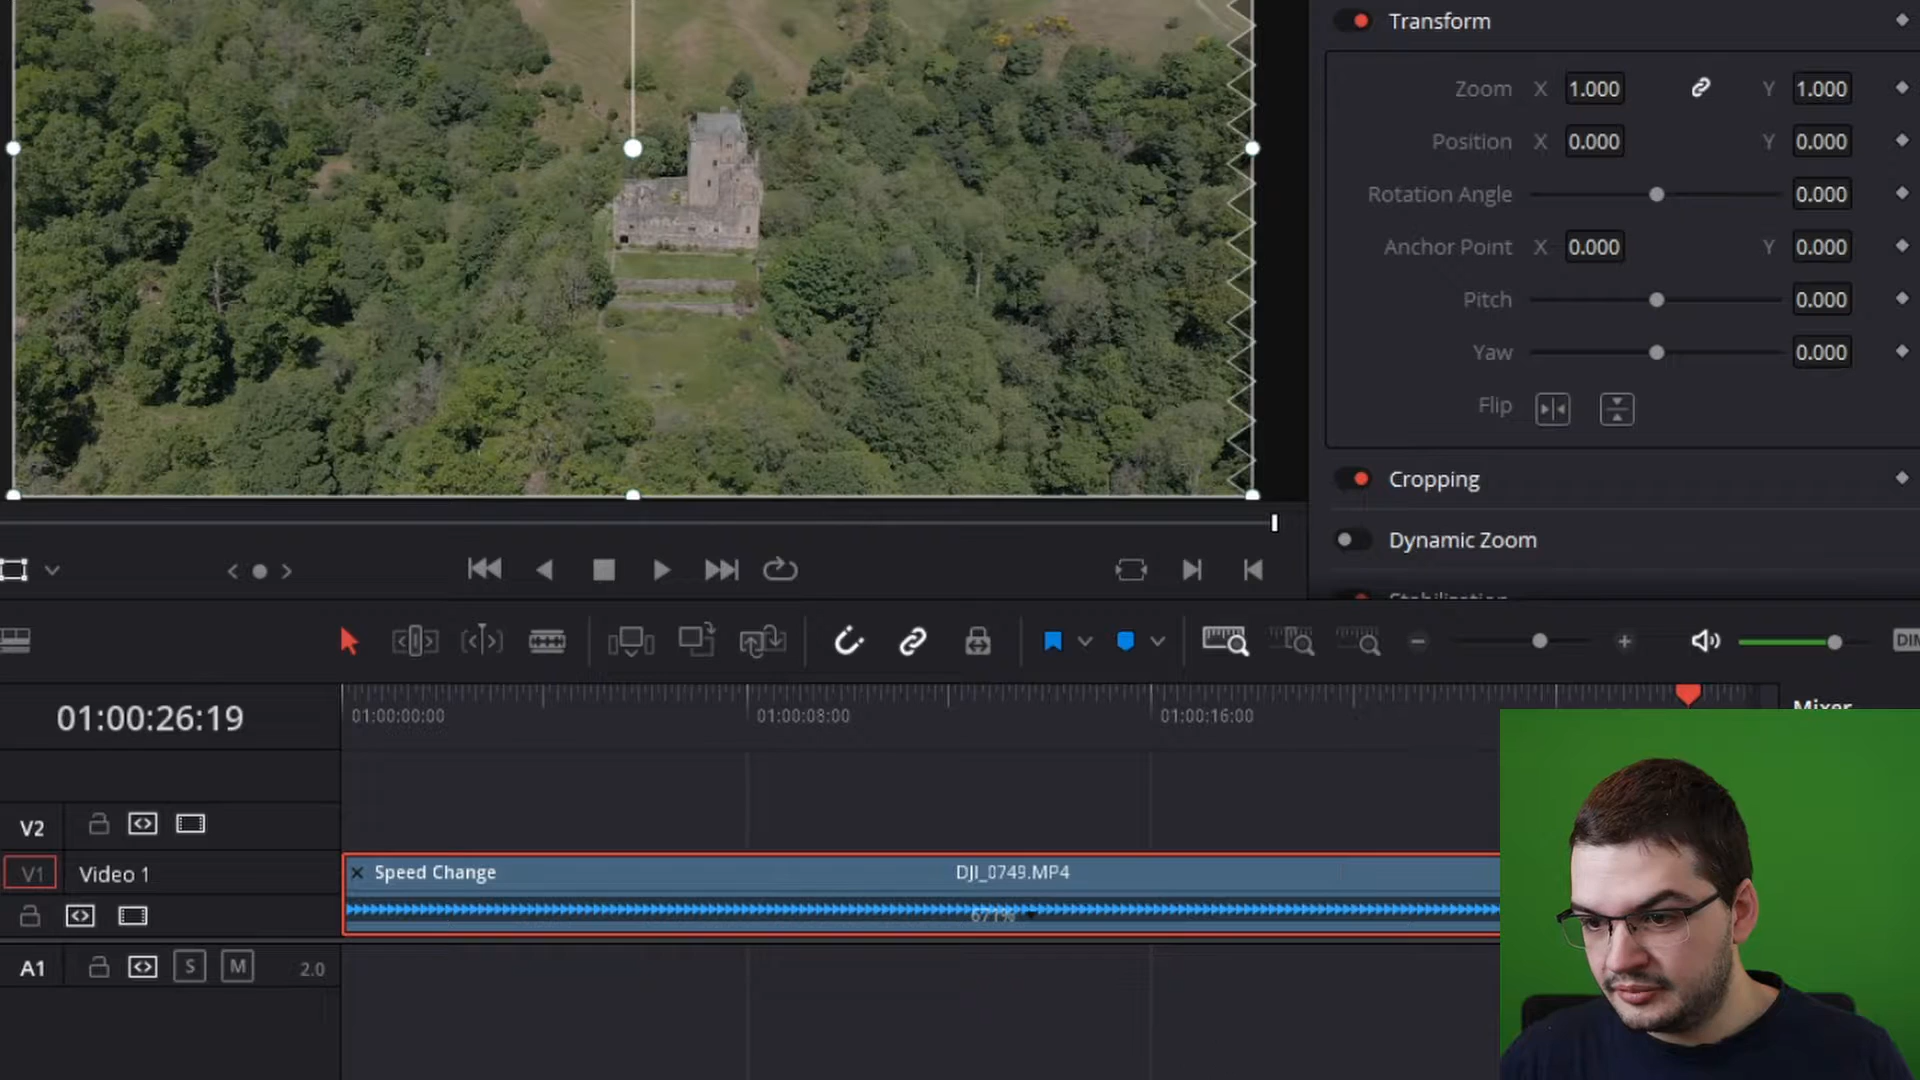 Transform
Zoom X 1.000 Y 1.000
Position X 0.000 Y 0.000
Rotation Angle 0.000
Anchor Point X 0.000 Y 0.000
Pitch 0.000
Yaw 0.000
Flip
Cropping
Dynamic Zoom
Stabilization
DIM
01:00:26:19
01:00:00:00
01:00:08:00
01:00:16:00
Mixer
V2
V1 Video 1
Speed Change
DJI_0749.MP4
671%
A1 S M 2.0